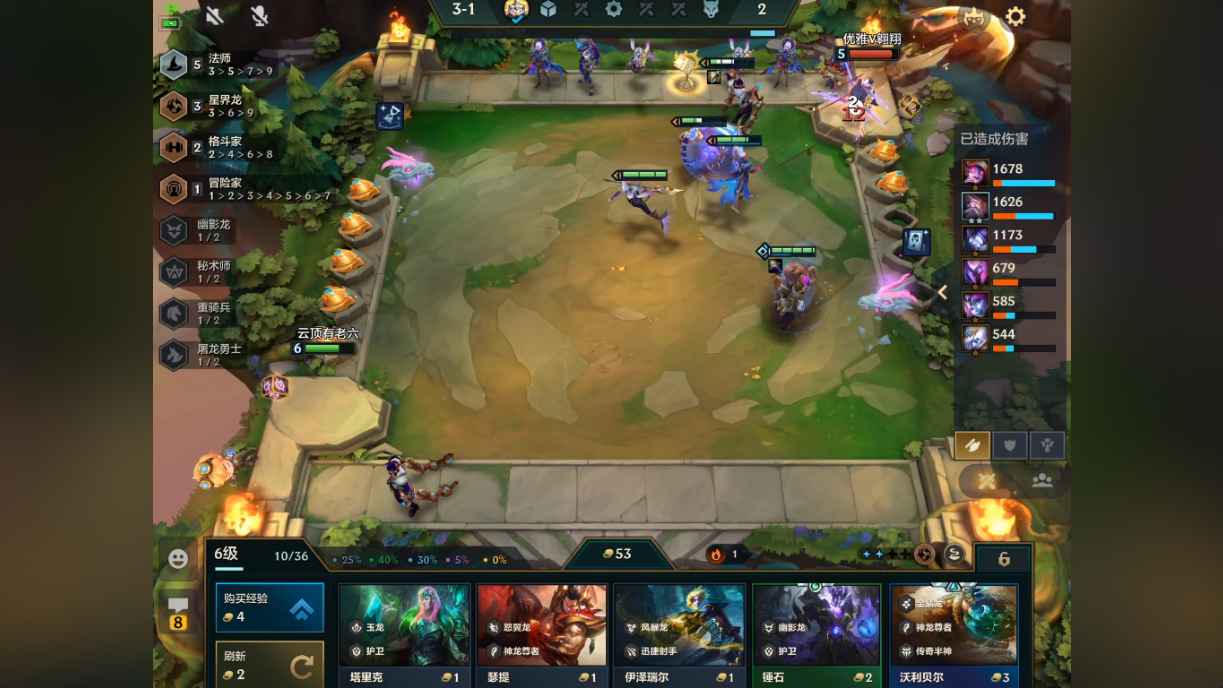 3-1
2
优雅V翱翔
5
2
12
5
法师
3 > 5 > 7 > 9
3
星界龙
3 > 6 > 9
2
格斗家
2 > 4 > 6 > 8
1
冒险家
1 > 2 > 3 > 4 > 5 > 6 > 7
幽影龙
1 / 2
秘术师
1 / 2
重骑兵
1 / 2
屠龙勇士
1 / 2
云顶有老六
6
已造成伤害
1678
1626
1173
679
585
544
6级
10/36
25%
40%
30%
5%
0%
53
1
6
8
购买经验
4
刷新
2
玉龙
护卫
塔里克
1
怒翼龙
神龙尊者
瑟提
1
风暴龙
迅捷射手
伊泽瑞尔
1
幽影龙
护卫
锤石
2
金鳞龙
神龙尊者
传奇半神
沃利贝尔
3